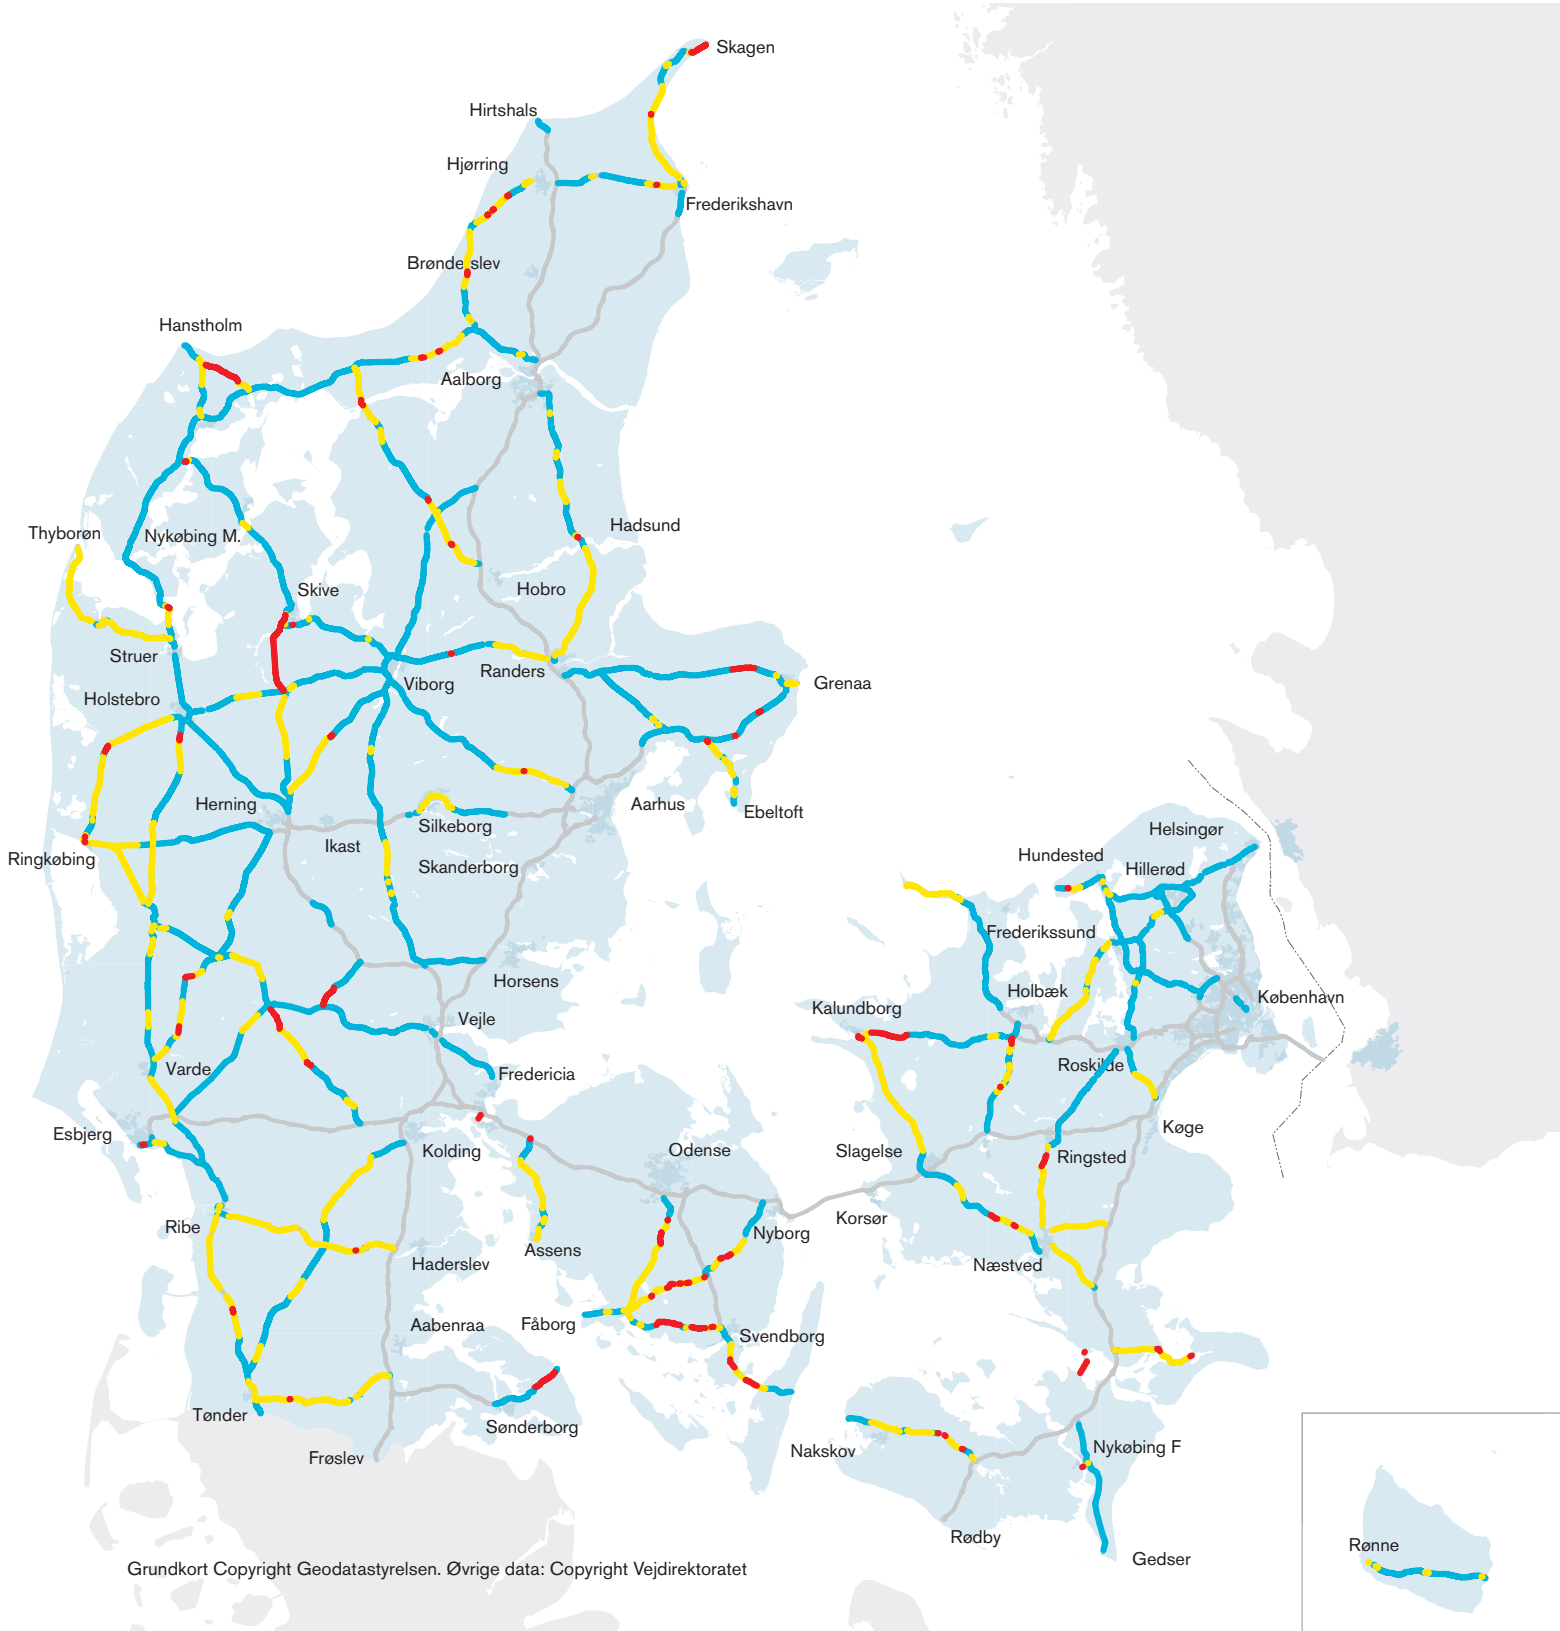 Skagen
Hirtshals
Hjørring
Frederikshavn
Brønderslev
Hanstholm
Aalborg
Thyborøn
Nykøbing M.
Hadsund
Skive
Hobro
Struer
Randers
Viborg
Grenaa
Holstebro
Herning
Aarhus
Ebeltoft
Silkeborg
Ikast
Ringkøbing
Skanderborg
Helsingør
Hundested
Hillerød
Frederikssund
Horsens
Holbæk
København
Kalundborg
Vejle
Varde
Fredericia
Roskilde
Esbjerg
Kolding
Odense
Slagelse
Køge
Ringsted
Ribe
Korsør
Nyborg
Assens
Haderslev
Næstved
Aabenraa
Fåborg
Svendborg
Tønder
Sønderborg
Nakskov
Nykøbing F
Frøslev
Rødby
Rønne
Gedser
Grundkort Copyright Geodatastyrelsen. Øvrige data: Copyright Vejdirektoratet